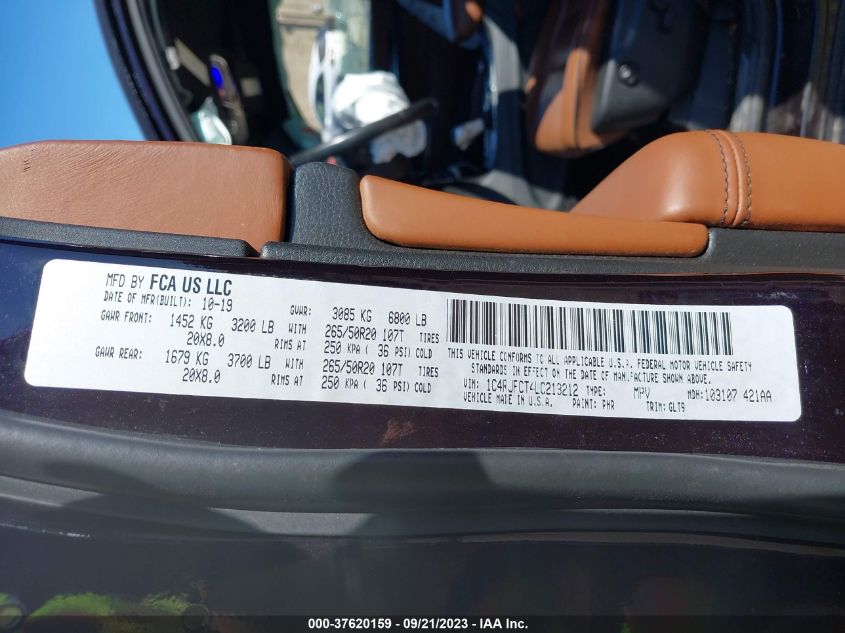 MFD BY FCA US LLC
DATE OF MFR(BUILT): 10-19 GVWR: 3085 KG 6800 LB
GAWR FRONT: 1452 KG 3200 LB WITH 265/50R20 107T TIRES
20X8.0 RIMS AT 250 KPA ( 36 PSI) COLD
GAWR REAR: 1679 KG 3700 LB WITH 265/50R20 107T TIRES
20X8.0 RIMS AT 250 KPA ( 36 PSI) COLD
THIS VEHICLE CONFORMS TO ALL APPLICABLE U.S.A. FEDERAL MOTOR VEHICLE SAFETY
STANDARDS IN EFFECT ON THE DATE OF MANUFACTURE SHOWN ABOVE.
VIN: 1C4RJFCT4LC213212 TYPE: MPV MDH: 103107 421AA
VEHICLE MADE IN U.S.A. PAINT: PHR TRIM: GLT9
000-37620159 - 09/21/2023 - IAA Inc.